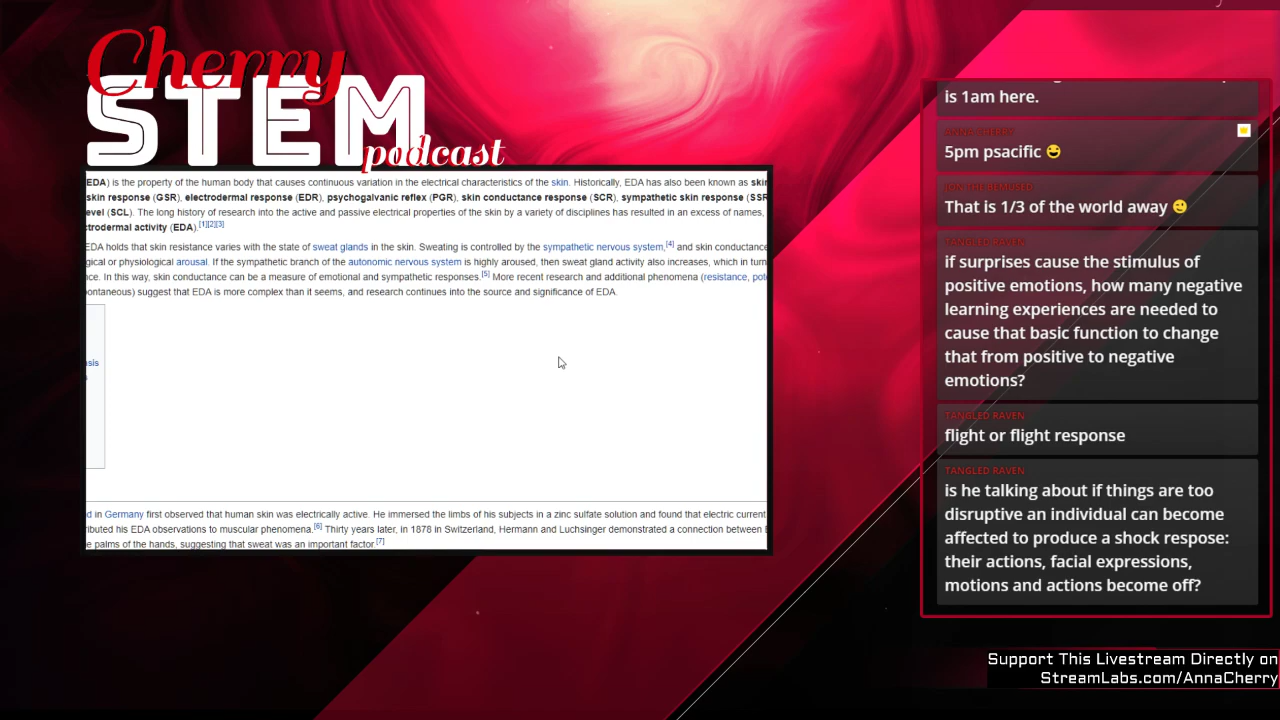 Cherry
STEM
podcast
EDA) is the property of the human body that causes continuous variation in the electrical characteristics of the skin. Historically, EDA has also been known as skin
skin response (GSR), electrodermal response (EDR), psychogalvanic reflex (PGR), skin conductance response (SCR), sympathetic skin response (SSR
evel (SCL). The long history of research into the active and passive electrical properties of the skin by a variety of disciplines has resulted in an excess of names,
ctrodermal activity (EDA).[1][2][3]
EDA holds that skin resistance varies with the state of sweat glands in the skin. Sweating is controlled by the sympathetic nervous system,[4] and skin conductance
gical or physiological arousal. If the sympathetic branch of the autonomic nervous system is highly aroused, then sweat gland activity also increases, which in turn
nce. In this way, skin conductance can be a measure of emotional and sympathetic responses.[5] More recent research and additional phenomena (resistance, pot
ontaneous) suggest that EDA is more complex than it seems, and research continues into the source and significance of EDA.
sis
d in Germany first observed that human skin was electrically active. He immersed the limbs of his subjects in a zinc sulfate solution and found that electric current
ributed his EDA observations to muscular phenomena.[6] Thirty years later, in 1878 in Switzerland, Hermann and Luchsinger demonstrated a connection between E
e palms of the hands, suggesting that sweat was an important factor.[7]
is 1am here.
ANNA CHERRY
5pm psacific 😄
ION THE BEMUSED
That is 1/3 of the world away
TANGLED RAVEN
if surprises cause the stimulus of
positive emotions, how many negative
learning experiences are needed to
cause that basic function to change
that from positive to negative
emotions?
TANGLED RAVEN
flight or flight response
TANGLED RAVEN
is he talking about if things are too
disruptive an individual can become
affected to produce a shock respose:
their actions, facial expressions,
motions and actions become off?
Support This Livestream Directly on
StreamLabs.com/AnnaCherry